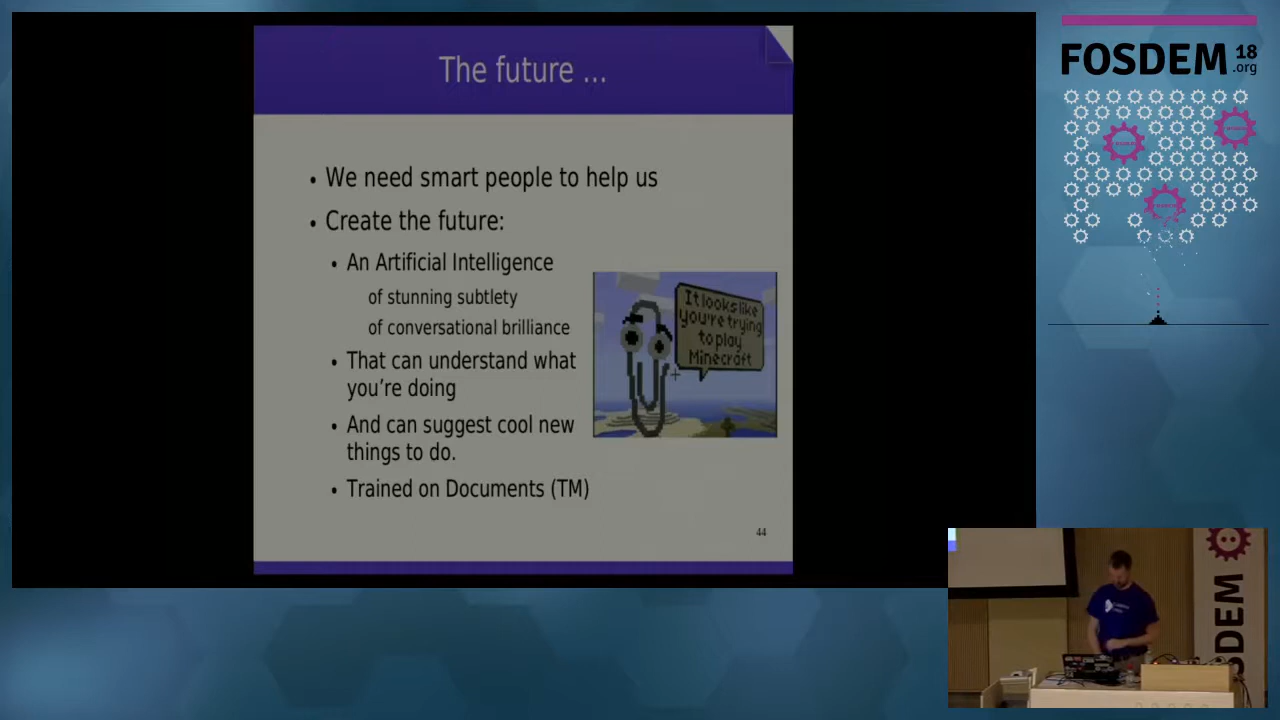 The future ...
We need smart people to help us
Create the future:
An Artificial Intelligence
of stunning subtlety
of conversational brilliance
That can understand what
you're doing
And can suggest cool new
things to do.
Trained on Documents (TM)
It looks like
you're trying
to play
Minecraft
44
FOSDEM 18
.org
FOSDEM